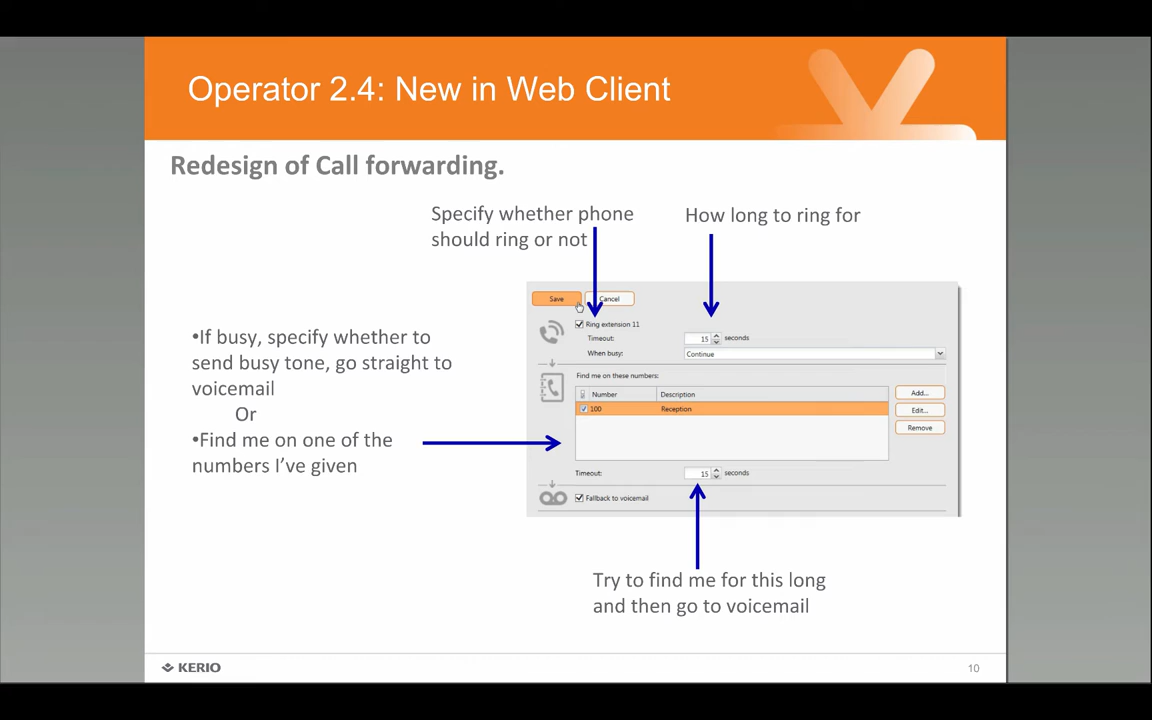 Operator 2.4: New in Web Client
Redesign of Call forwarding.
Specify whether phone
should ring or not
How long to ring for
•If busy, specify whether to
send busy tone, go straight to
voicemail
Or
•Find me on one of the
numbers I've given
Save Cancel
Ring extension 11
Timeout: 15 seconds
When busy: Continue
Find me on these numbers:
Number Description
100 Reception
Add...
Edit...
Remove
Timeout: 15 seconds
Fallback to voicemail
Try to find me for this long
and then go to voicemail
KERIO
10